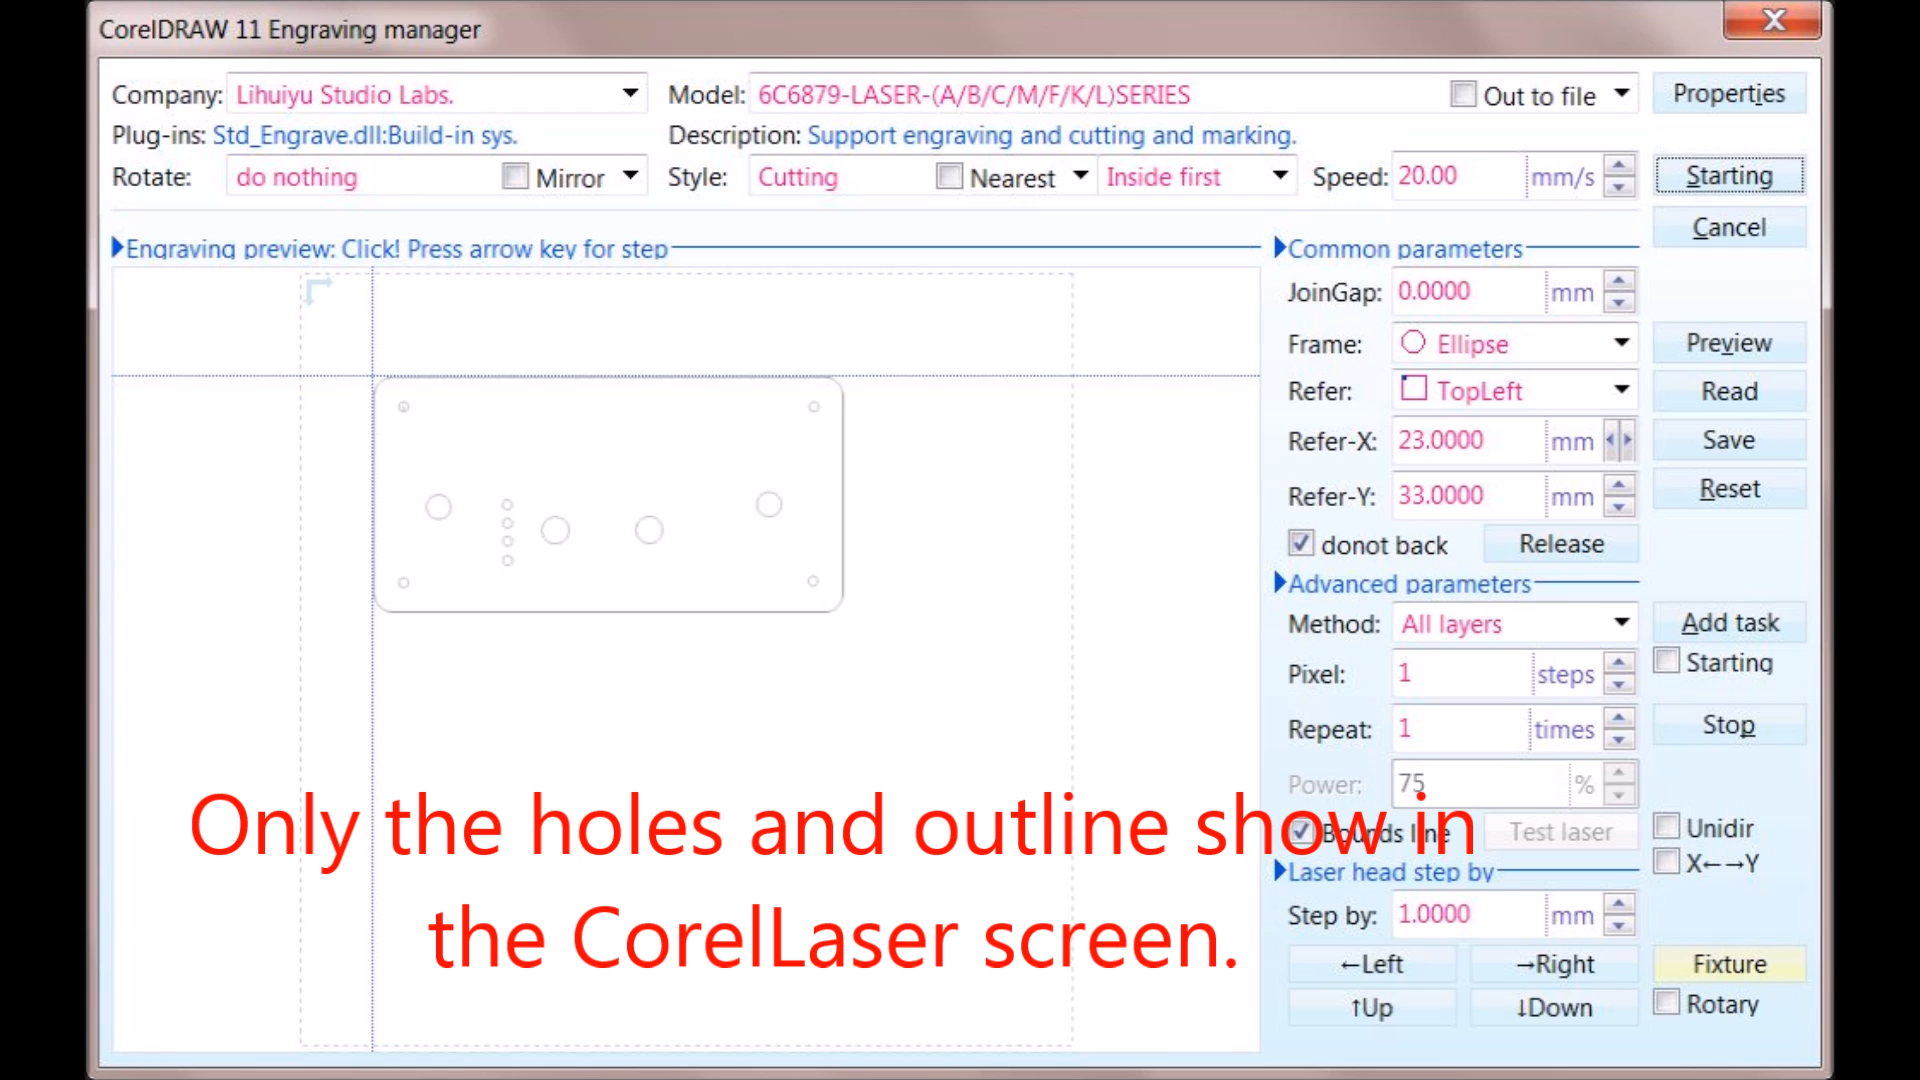 CorelDRAW 11 Engraving manager
Company: Lihuiyu Studio Labs. Model: 6C6879-LASER-(A/B/C/M/F/K/L)SERIES Out to file Properties
Plug-ins: Std_Engrave.dll:Build-in sys. Description: Support engraving and cutting and marking.
Rotate: do nothing Mirror Style: Cutting Nearest Inside first Speed: 20.00 mm/s Starting
Cancel
Engraving preview: Click! Press arrow key for step Common parameters
JoinGap: 0.0000 mm
Frame: Ellipse Preview
Refer: TopLeft Read
Refer-X: 23.0000 mm Save
Refer-Y: 33.0000 mm Reset
donot back Release
Advanced parameters
Method: All layers Add task
Starting
Pixel: 1 steps
Repeat: 1 times Stop
Power: 75 %
Only the holes and outline show in
Bounds line Test laser Unidir
X←→Y
Laser head step by
Step by: 1.0000 mm
the CorelLaser screen.
←Left →Right Fixture
↑Up ↓Down Rotary